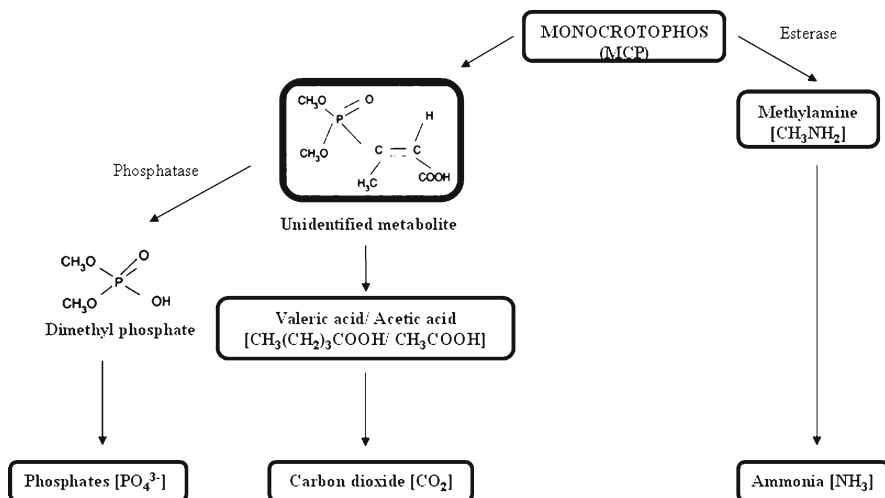 MONOCROTOPHOS
(MCP)
Esterase
CH₃O
O
P
CH₃O
H
C
C
H₃C
COOH
Methylamine
[CH₃NH₂]
Phosphatase
Unidentified metabolite
CH₃O
O
P
CH₃O
OH
Dimethyl phosphate
Valeric acid/ Acetic acid
[CH₃(CH₂)₃COOH/ CH₃COOH]
Phosphates [PO₄³⁻]
Carbon dioxide [CO₂]
Ammonia [NH₃]